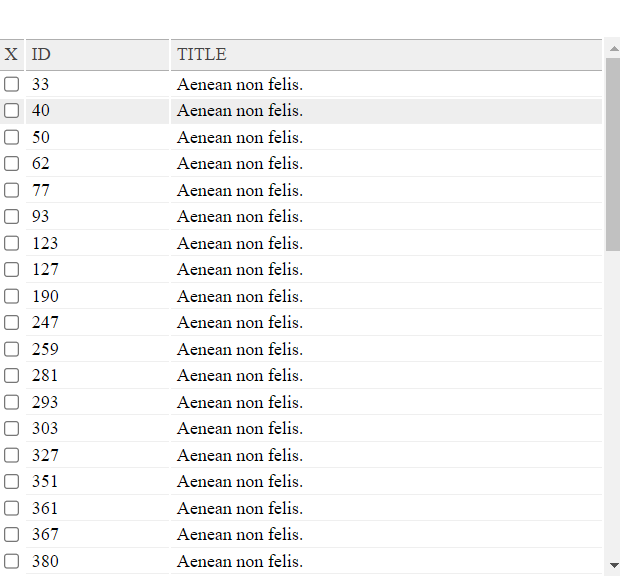 X ID TITLE
33 Aenean non felis.
40 Aenean non felis.
50 Aenean non felis.
62 Aenean non felis.
77 Aenean non felis.
93 Aenean non felis.
123 Aenean non felis.
127 Aenean non felis.
190 Aenean non felis.
247 Aenean non felis.
259 Aenean non felis.
281 Aenean non felis.
293 Aenean non felis.
303 Aenean non felis.
327 Aenean non felis.
351 Aenean non felis.
361 Aenean non felis.
367 Aenean non felis.
380 Aenean non felis.